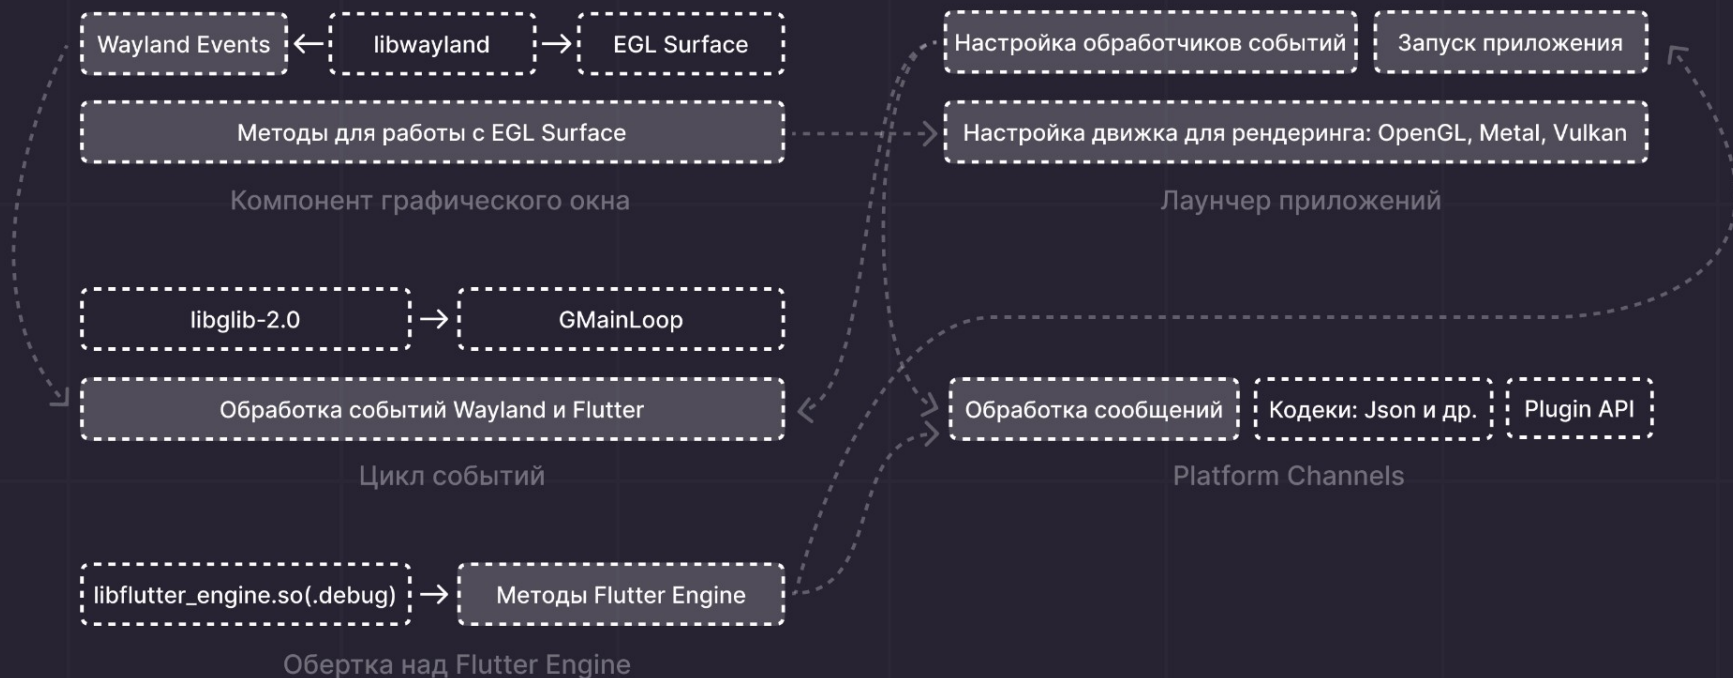 Wayland Events
libwayland
EGL Surface
Методы для работы с EGL Surface
Компонент графического окна
Настройка обработчиков событий
Запуск приложения
Настройка движка для рендеринга: OpenGL, Metal, Vulkan
Лаунчер приложений
libglib-2.0
GMainLoop
Обработка событий Wayland и Flutter
Цикл событий
Обработка сообщений
Кодеки: Json и др.
Plugin API
Platform Channels
libflutter_engine.so(.debug)
Методы Flutter Engine
Обертка над Flutter Engine